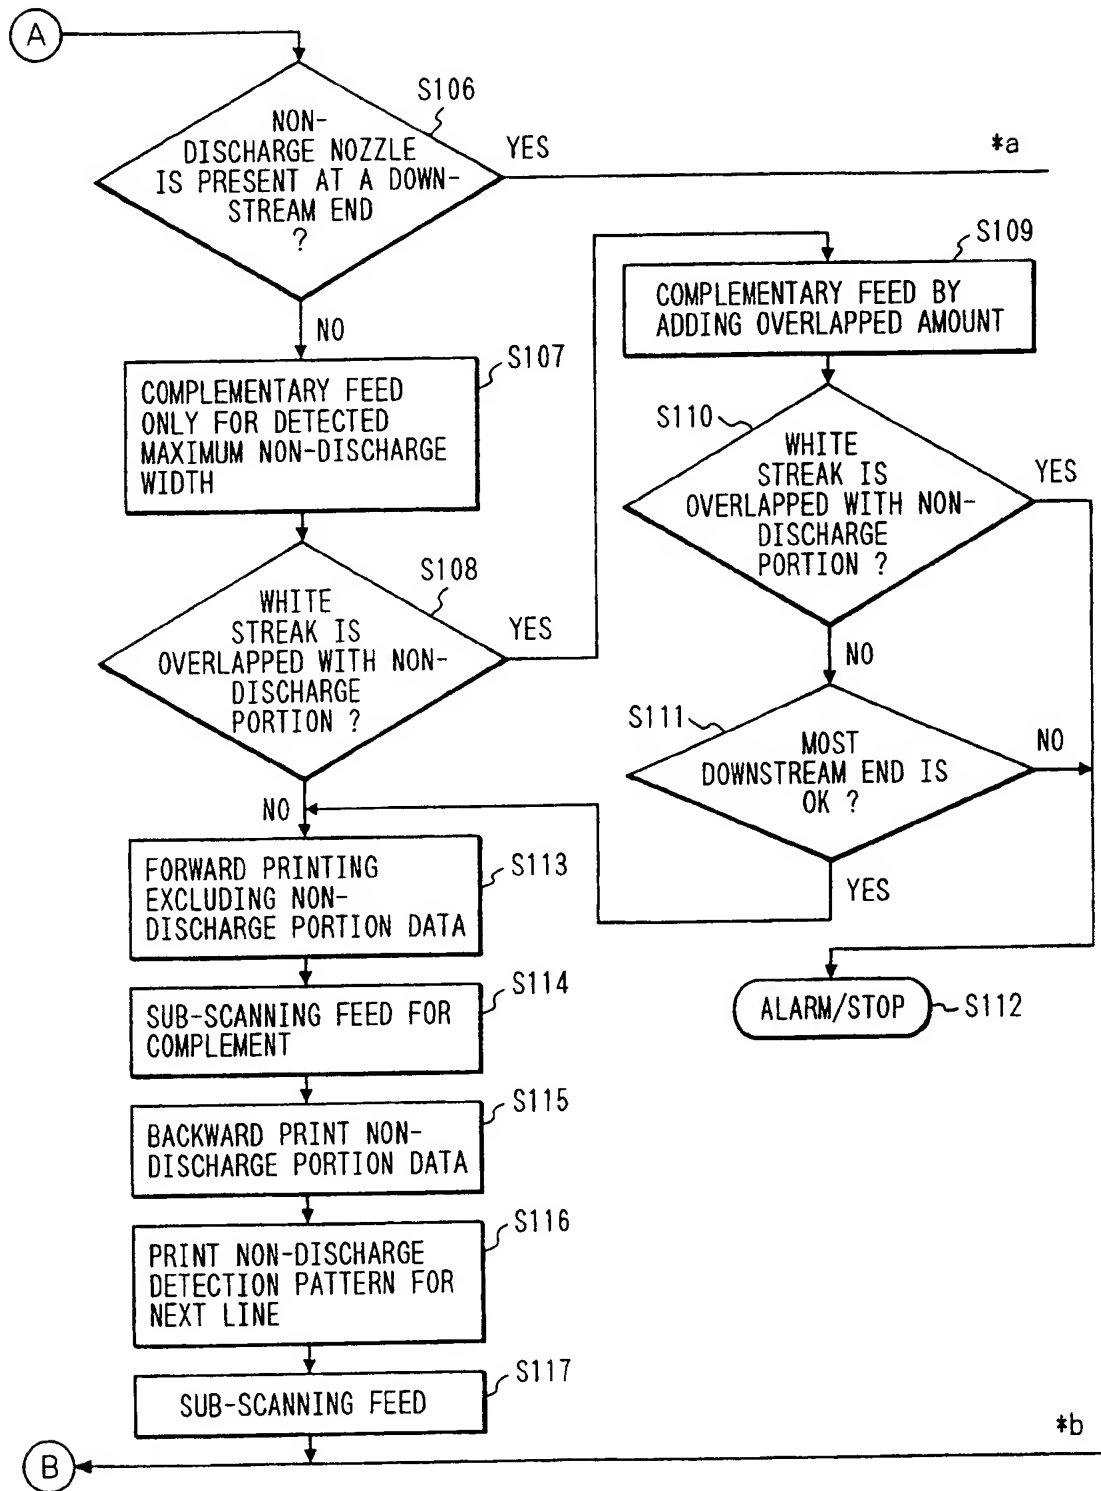 A
S106
NON-
DISCHARGE NOZZLE
IS PRESENT AT A DOWN-
STREAM END
?
YES
*a
NO
S107
COMPLEMENTARY FEED
ONLY FOR DETECTED
MAXIMUM NON-DISCHARGE
WIDTH
S108
WHITE
STREAK IS
OVERLAPPED WITH NON-
DISCHARGE
PORTION ?
YES
NO
S109
COMPLEMENTARY FEED BY
ADDING OVERLAPPED AMOUNT
S110
WHITE
STREAK IS
OVERLAPPED WITH NON-
DISCHARGE
PORTION ?
YES
NO
S111
MOST
DOWNSTREAM END IS
OK ?
NO
YES
ALARM/STOP
S112
FORWARD PRINTING
EXCLUDING NON-
DISCHARGE PORTION DATA
S113
SUB-SCANNING FEED FOR
COMPLEMENT
S114
BACKWARD PRINT NON-
DISCHARGE PORTION DATA
S115
PRINT NON-DISCHARGE
DETECTION PATTERN FOR
NEXT LINE
S116
SUB-SCANNING FEED
S117
*b
B